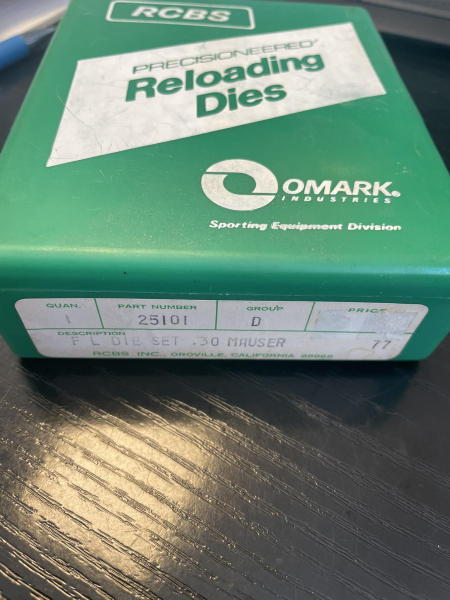 RCBS
PRECISIONEERED®
Reloading
Dies
OMARK®
INDUSTRIES
Sporting Equipment Division
QUAN. PART NUMBER GROUP PRICE
1 25101 D
DESCRIPTION
F L DIE SET .30 MAUSER 77
RCBS INC., OROVILLE, CALIFORNIA